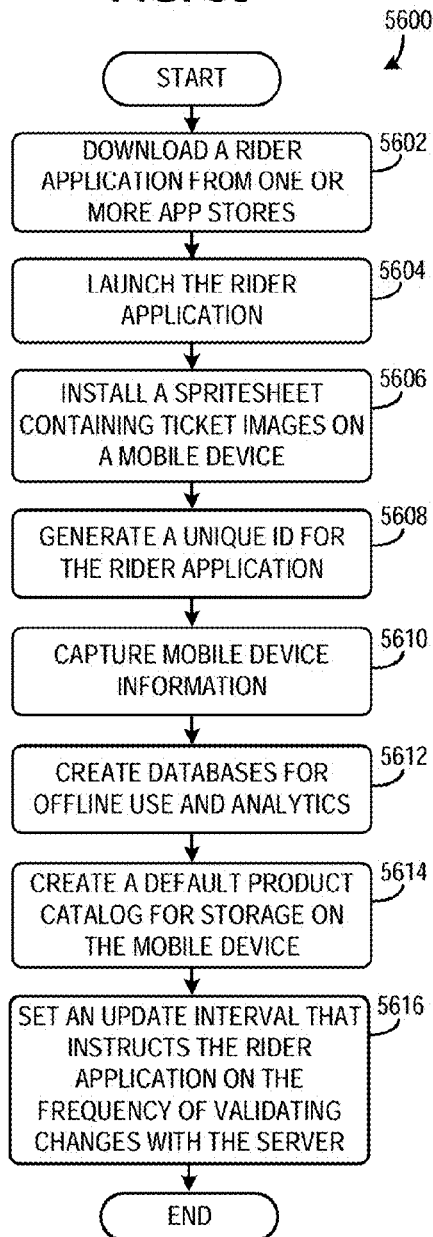 5600
START
DOWNLOAD A RIDER
APPLICATION FROM ONE OR
MORE APP STORES
5602
LAUNCH THE RIDER
APPLICATION
5604
INSTALL A SPRITESHEET
CONTAINING TICKET IMAGES ON
A MOBILE DEVICE
5606
GENERATE A UNIQUE ID FOR
THE RIDER APPLICATION
5608
CAPTURE MOBILE DEVICE
INFORMATION
5610
CREATE DATABASES FOR
OFFLINE USE AND ANALYTICS
5612
CREATE A DEFAULT PRODUCT
CATALOG FOR STORAGE ON
THE MOBILE DEVICE
5614
SET AN UPDATE INTERVAL THAT
INSTRUCTS THE RIDER
APPLICATION ON THE
FREQUENCY OF VALIDATING
CHANGES WITH THE SERVER
5616
END